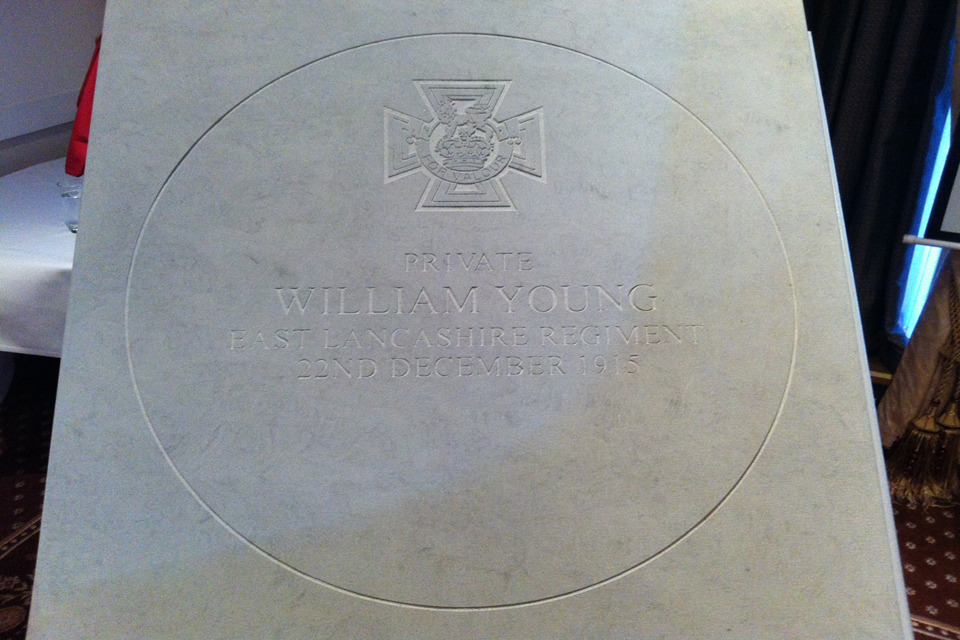 FOR VALOUR
PRIVATE
WILLIAM YOUNG
EAST LANCASHIRE REGIMENT
22ND DECEMBER 1915